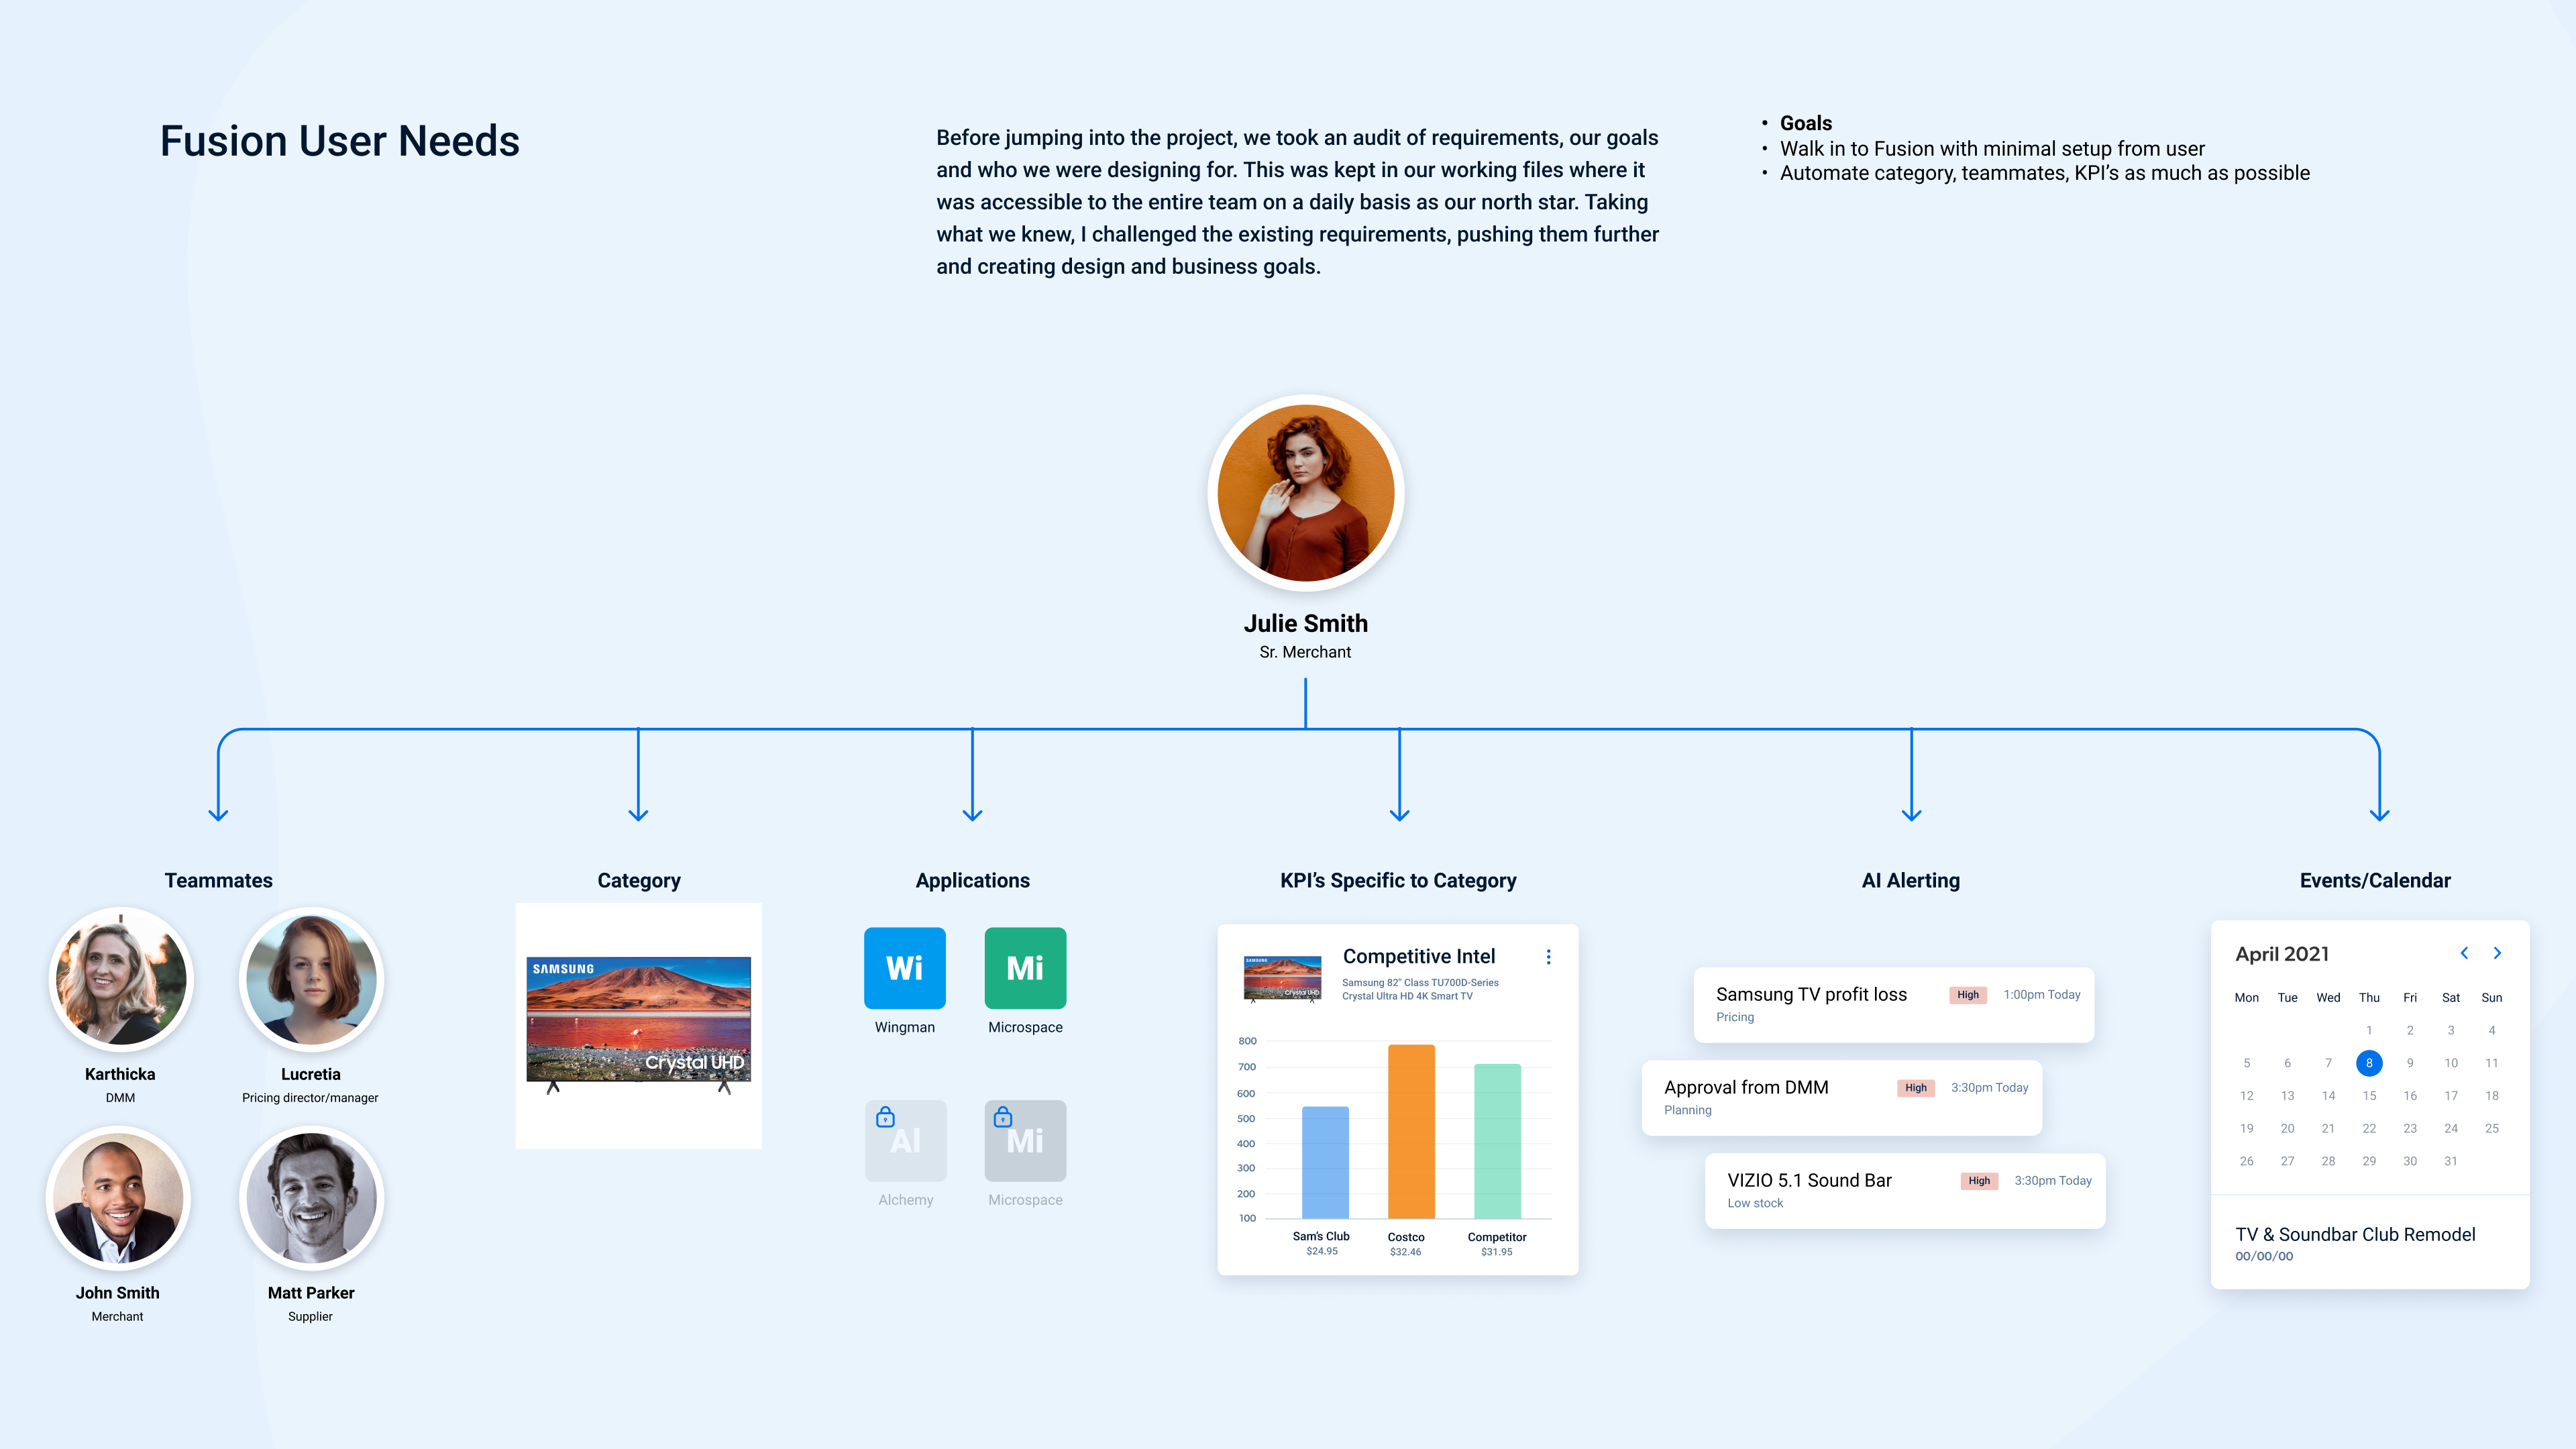 Fusion User Needs
Before jumping into the project, we took an audit of requirements, our goals
and who we were designing for. This was kept in our working files where it
was accessible to the entire team on a daily basis as our north star. Taking
what we knew, I challenged the existing requirements, pushing them further
and creating design and business goals.
• Goals
• Walk in to Fusion with minimal setup from user
• Automate category, teammates, KPI's as much as possible
Julie Smith
Sr. Merchant
Teammates
Karthicka
DMM
Lucretia
Pricing director/manager
John Smith
Merchant
Matt Parker
Supplier
Category
SAMSUNG
Crystal UHD
Applications
Wi
Wingman
Mi
Microspace
Al
Alchemy
Mi
Microspace
KPI's Specific to Category
SAMSUNG
Crystal UHD
Competitive Intel
Samsung 82" Class TU700D-Series
Crystal Ultra HD 4K Smart TV
800
700
600
500
400
300
200
100
Sam's Club
$24.95
Costco
$32.46
Competitor
$31.95
AI Alerting
Samsung TV profit loss High 1:00pm Today
Pricing
Approval from DMM High 3:30pm Today
Planning
VIZIO 5.1 Sound Bar High 3:30pm Today
Low stock
Events/Calendar
April 2021
Mon Tue Wed Thu Fri Sat Sun
1 2 3 4
5 6 7 8 9 10 11
12 13 14 15 16 17 18
19 20 21 22 23 24 25
26 27 28 29 30 31
TV & Soundbar Club Remodel
00/00/00